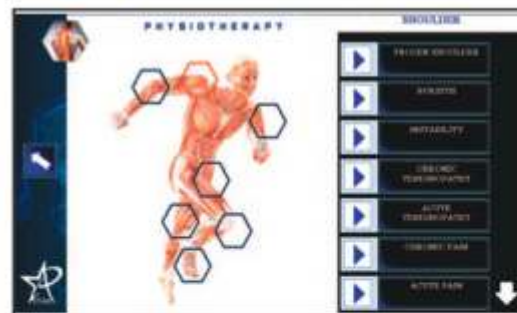 PHYSIOTHERAPY
SHOULDER
FROZEN SHOULDER
BURSITIS
INSTABILITY
CHRONIC
TENDINOPATHY
ACUTE
TENDINOPATHY
CHRONIC PAIN
ACUTE PAIN